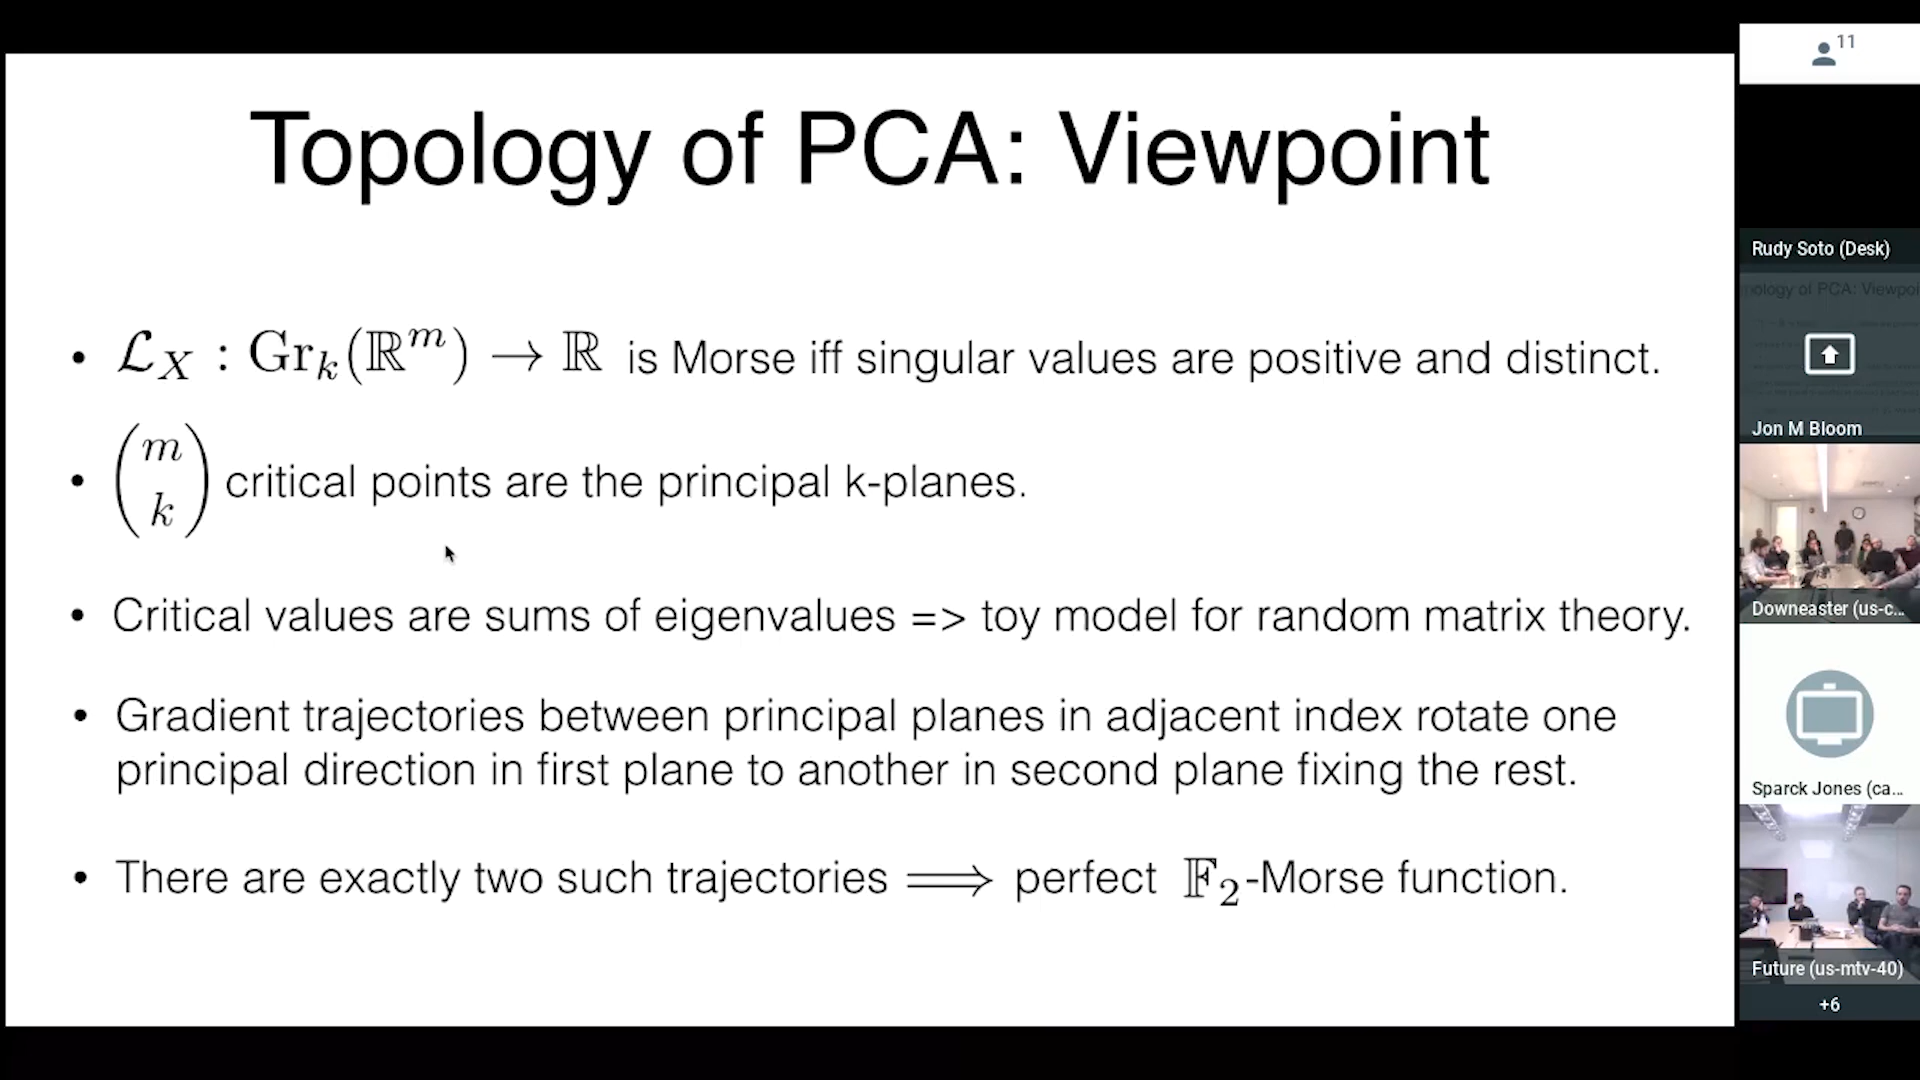 Topology of PCA: Viewpoint
• ℒ_X : Gr_k(ℝ^m) → ℝ is Morse iff singular values are positive and distinct.
• (m k) critical points are the principal k-planes.
• Critical values are sums of eigenvalues => toy model for random matrix theory.
• Gradient trajectories between principal planes in adjacent index rotate one
principal direction in first plane to another in second plane fixing the rest.
• There are exactly two such trajectories ⟹ perfect 𝔽₂-Morse function.
11
Rudy Soto (Desk)
Jon M Bloom
Downeaster (us-c...
Sparck Jones (ca...
Future (us-mtv-40)
+6